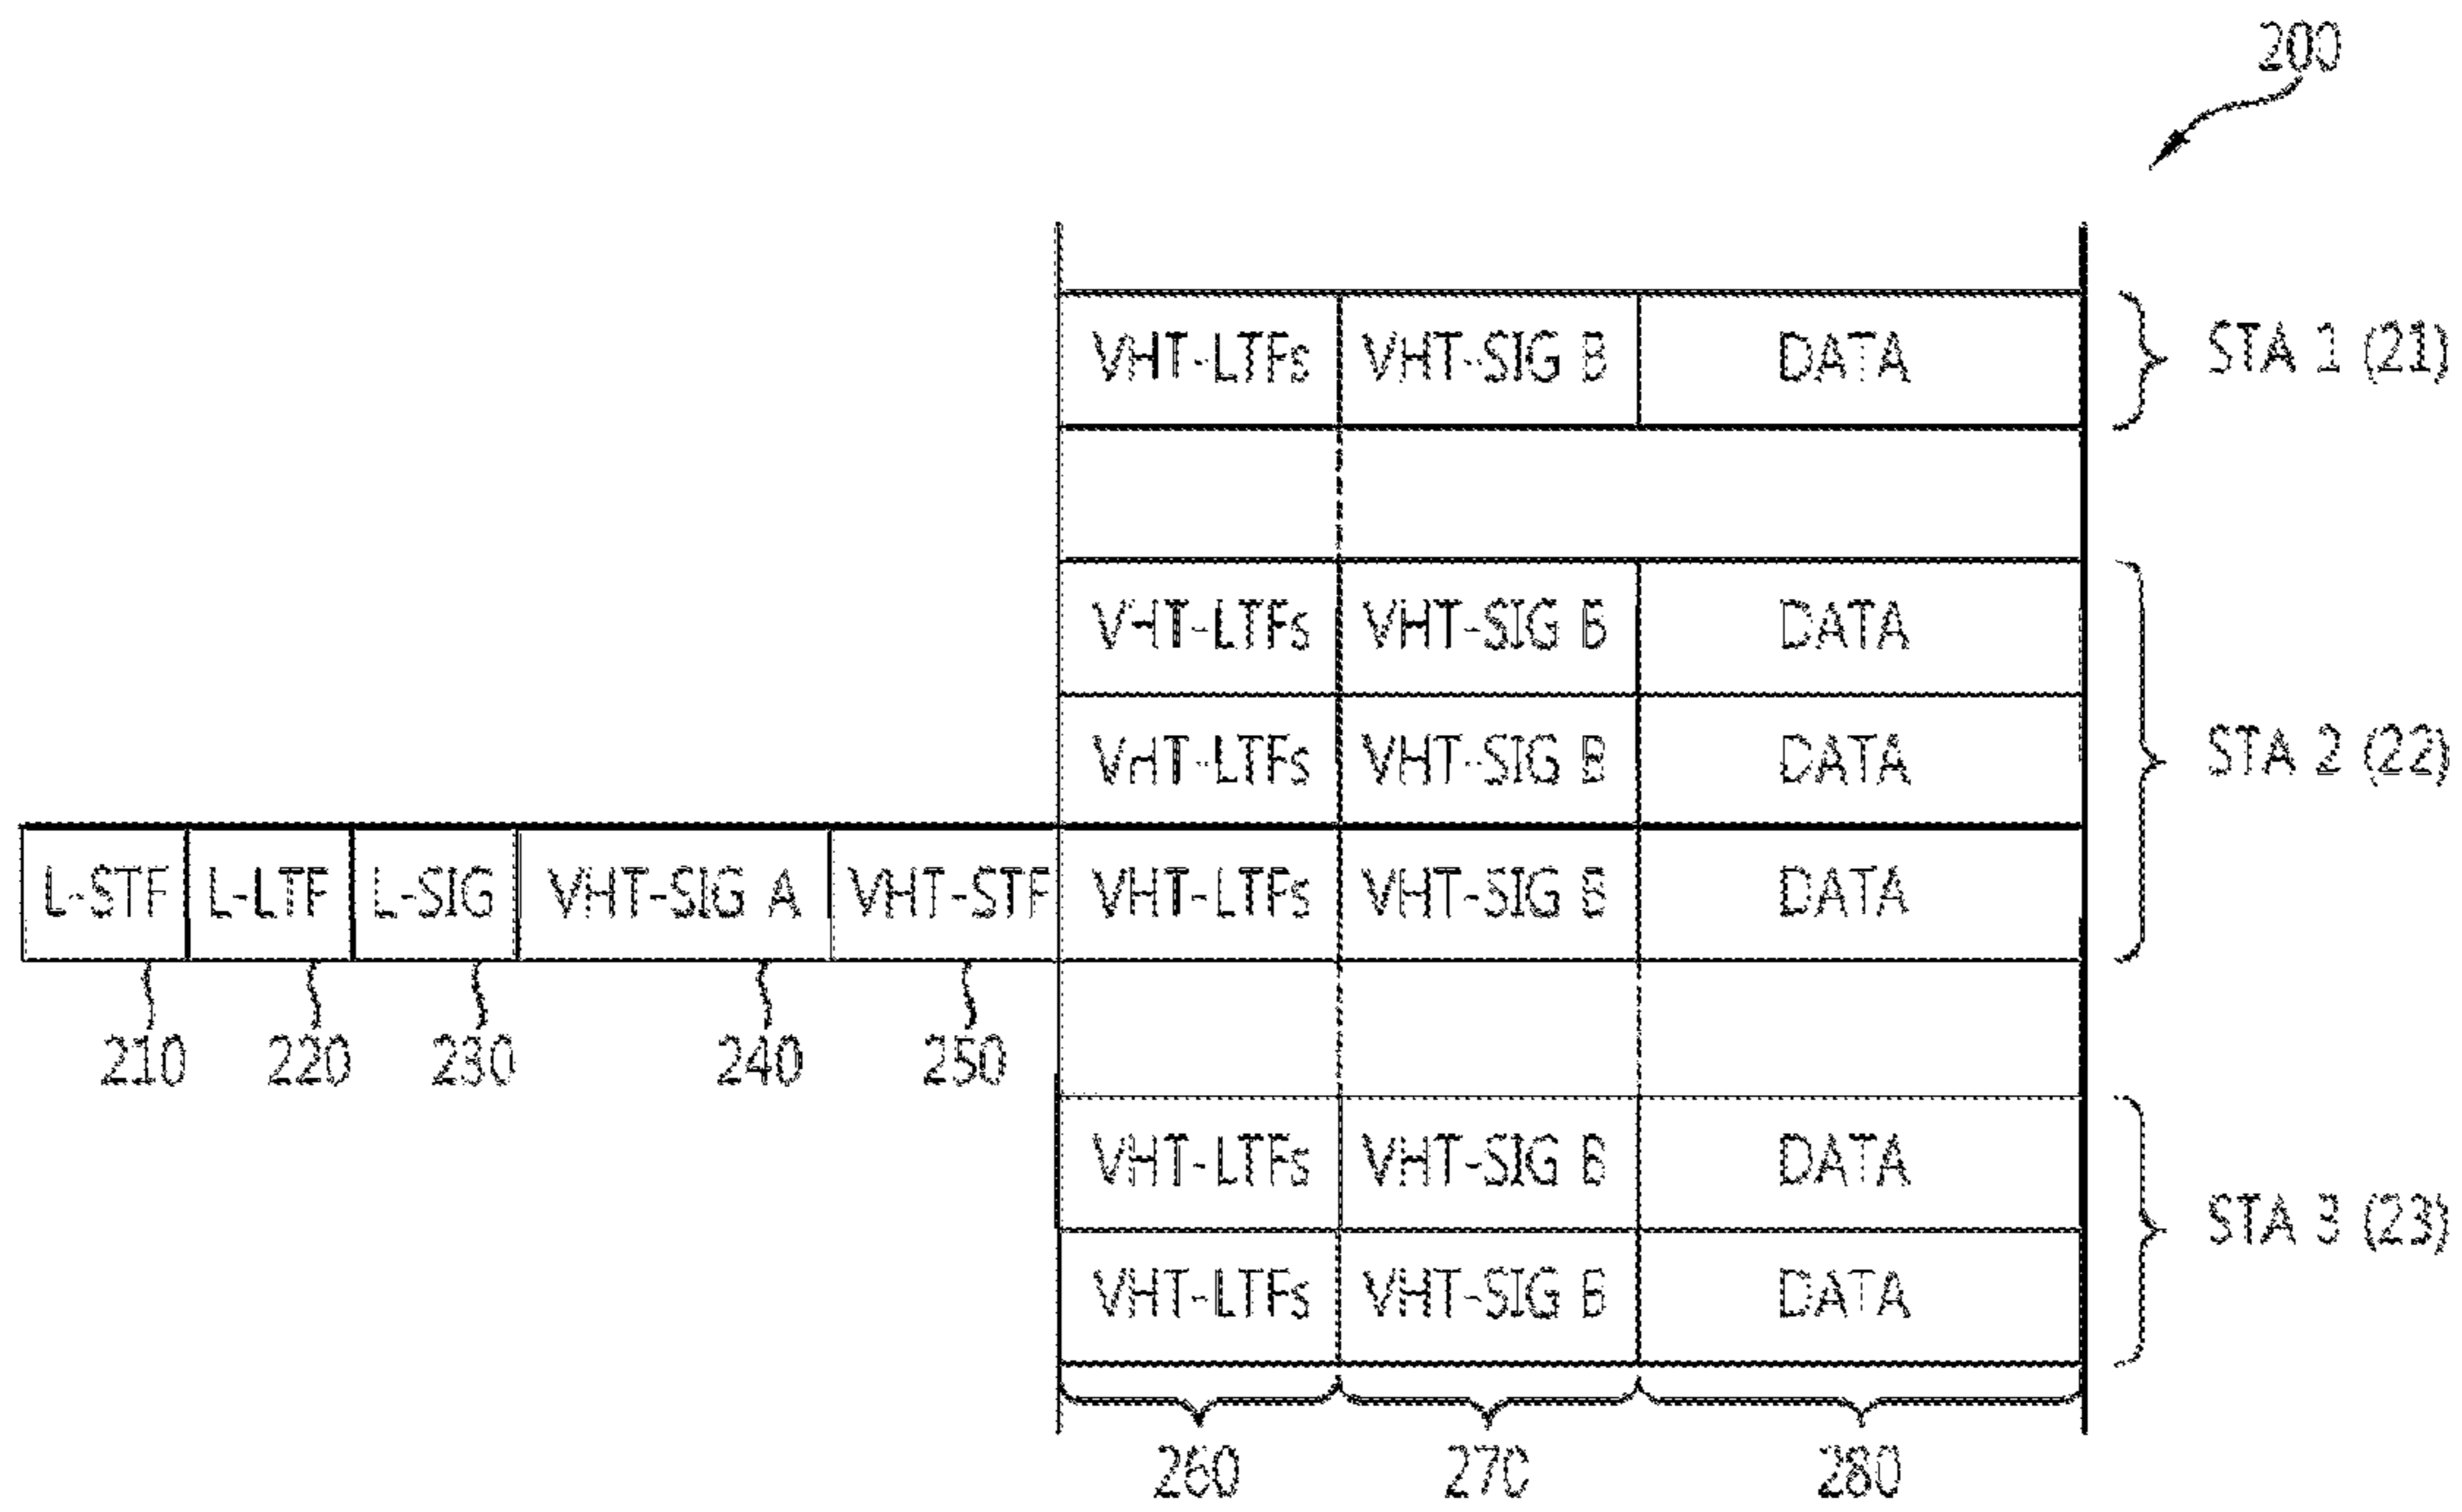 200
VHT-LTFs VHT-SIG B DATA STA 1 (21)
VHT-LTFs VHT-SIG B DATA
VHT-LTFs VHT-SIG B DATA STA 2 (22)
L-STF L-LTF L-SIG VHT-SIG A VHT-STF VHT-LTFs VHT-SIG B DATA
210 220 230 240 250
VHT-LTFs VHT-SIG B DATA
STA 3 (23)
VHT-LTFs VHT-SIG B DATA
260 270 280